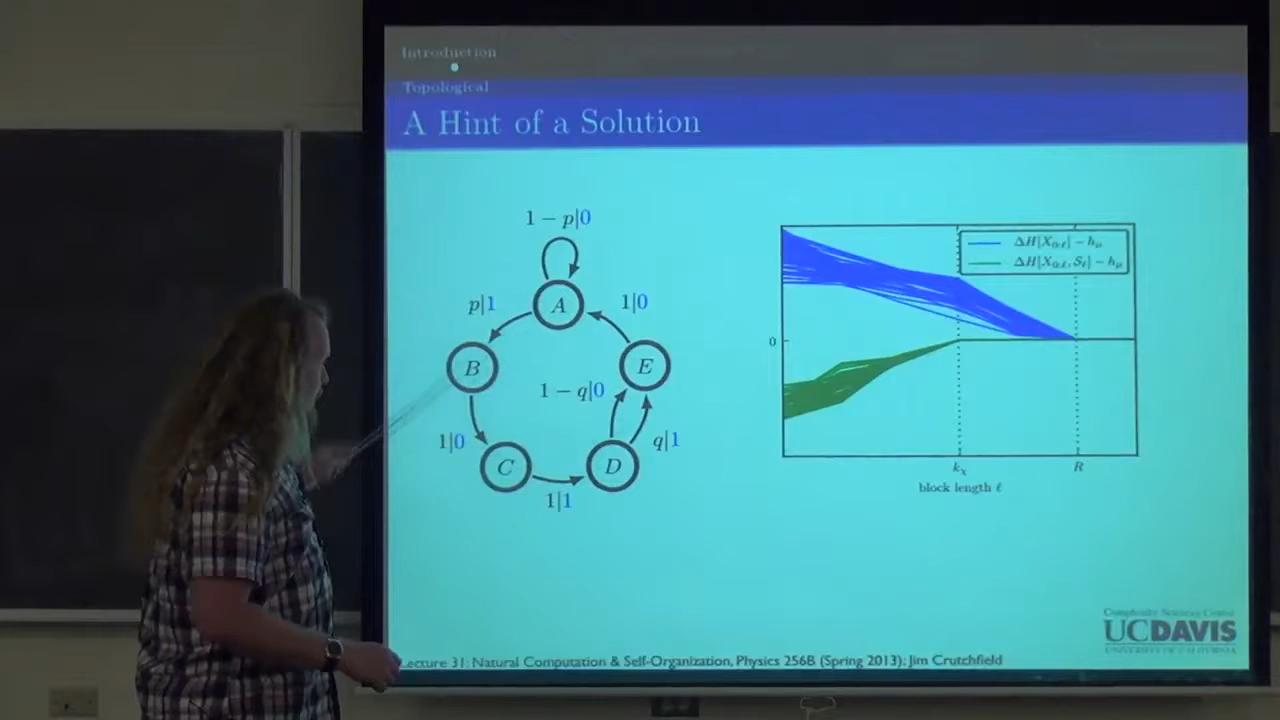 Introduction
Topological
A Hint of a Solution
1 − p|0
p|1
A
1|0
B
E
1 − q|0
1|0
q|1
C
D
1|1
ΔH[X₀:ℓ] − hμ
ΔH[X₀:ℓ, Sℓ] − hμ
0
kχ
R
block length ℓ
Complexity Sciences Center
UCDAVIS
UNIVERSITY OF CALIFORNIA
Lecture 31: Natural Computation & Self-Organization, Physics 256B (Spring 2013); Jim Crutchfield